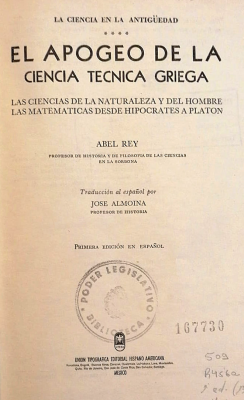 LA CIENCIA EN LA ANTIGÜEDAD
****
EL APOGEO DE LA
CIENCIA TECNICA GRIEGA
LAS CIENCIAS DE LA NATURALEZA Y DEL HOMBRE
LAS MATEMATICAS DESDE HIPOCRATES A PLATON
ABEL REY
PROFESOR DE HISTORIA Y DE FILOSOFIA DE LAS CIENCIAS
EN LA SORBONA
Traducción al español por
JOSE ALMOINA
PROFESOR DE HISTORIA
PRIMERA EDICIÓN EN ESPAÑOL
PODER LEGISLATIVO
BIBLIOTECA
167730
509
UNION TIPOGRAFICA EDITORIAL HISPANO AMERICANA
MEXICO